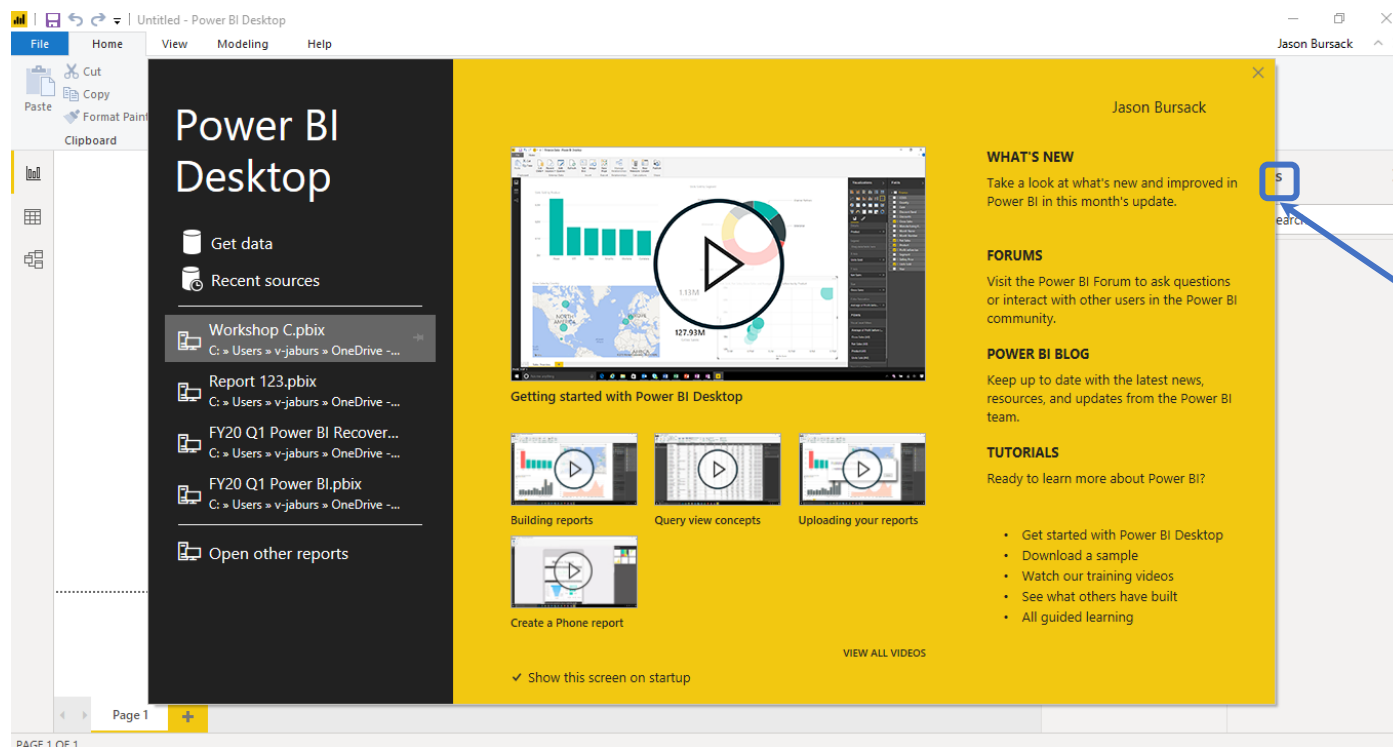 Untitled - Power BI Desktop
File Home View Modeling Help Jason Bursack
Cut
Copy
Paste
Format Paint
Clipboard
Power BI
Desktop
Get data
Recent sources
Workshop C.pbix
C: » Users » v-jaburs » OneDrive -...
Report 123.pbix
C: » Users » v-jaburs » OneDrive -...
FY20 Q1 Power BI Recover...
C: » Users » v-jaburs » OneDrive -...
FY20 Q1 Power BI.pbix
C: » Users » v-jaburs » OneDrive -...
Open other reports
NORTH
AMERICA
1.13M
127.93M
Getting started with Power BI Desktop
Building reports
Query view concepts
Uploading your reports
Create a Phone report
VIEW ALL VIDEOS
✓ Show this screen on startup
Jason Bursack
WHAT'S NEW
Take a look at what's new and improved in
Power BI in this month's update.
FORUMS
Visit the Power BI Forum to ask questions
or interact with other users in the Power BI
community.
POWER BI BLOG
Keep up to date with the latest news,
resources, and updates from the Power BI
team.
TUTORIALS
Ready to learn more about Power BI?
• Get started with Power BI Desktop
• Download a sample
• Watch our training videos
• See what others have built
• All guided learning
s
earch
Page 1
PAGE 1 OF 1